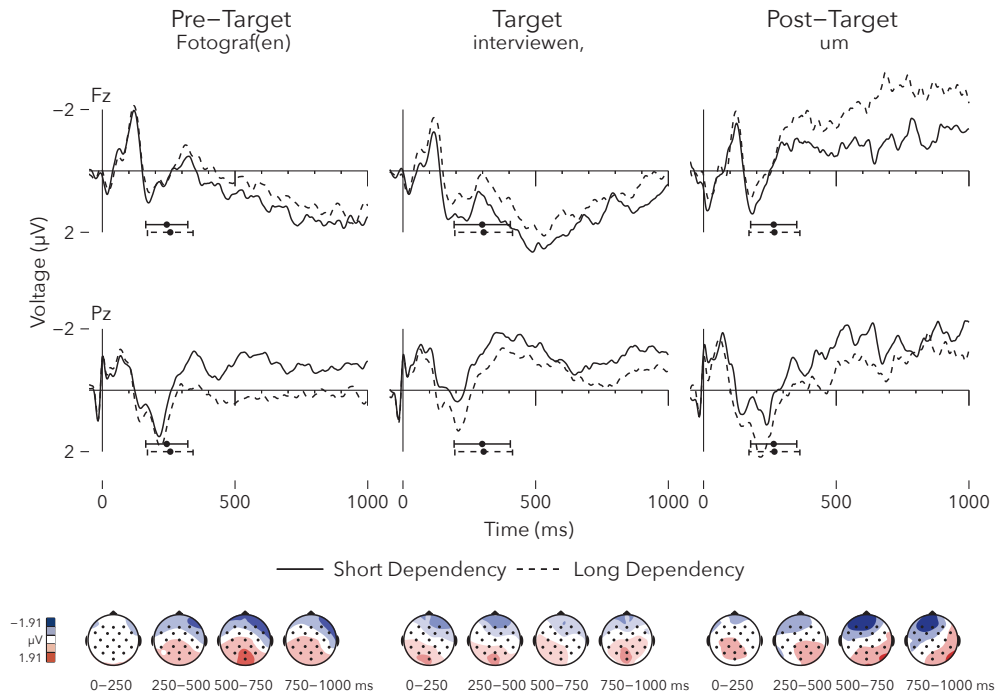 Pre–Target Target Post–Target
Fotograf(en) interviewen, um
Fz
−2
2
Voltage (µV)
Pz
−2
2
0 500 1000 0 500 1000 0 500 1000
Time (ms)
Short Dependency Long Dependency
−1.91
µV
1.91
0–250 250–500 500–750 750–1000 ms 0–250 250–500 500–750 750–1000 ms 0–250 250–500 500–750 750–1000 ms